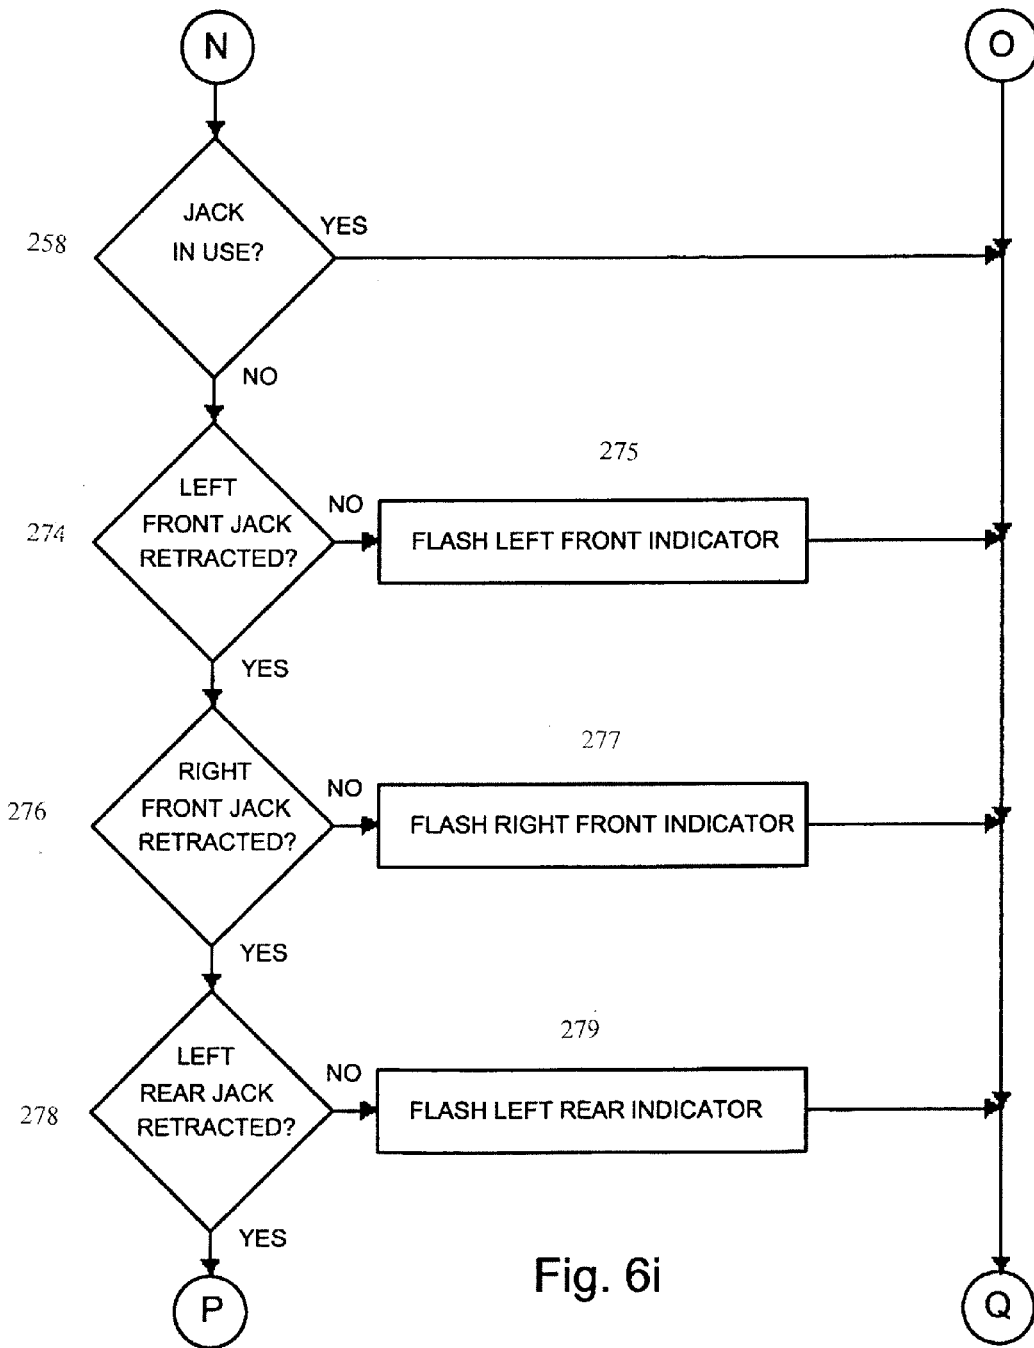 N
O
JACK
IN USE?
YES
258
NO
275
LEFT
FRONT JACK
RETRACTED?
NO
274
FLASH LEFT FRONT INDICATOR
YES
277
RIGHT
FRONT JACK
RETRACTED?
NO
276
FLASH RIGHT FRONT INDICATOR
YES
279
LEFT
REAR JACK
RETRACTED?
NO
278
FLASH LEFT REAR INDICATOR
YES
Fig. 6i
P
Q